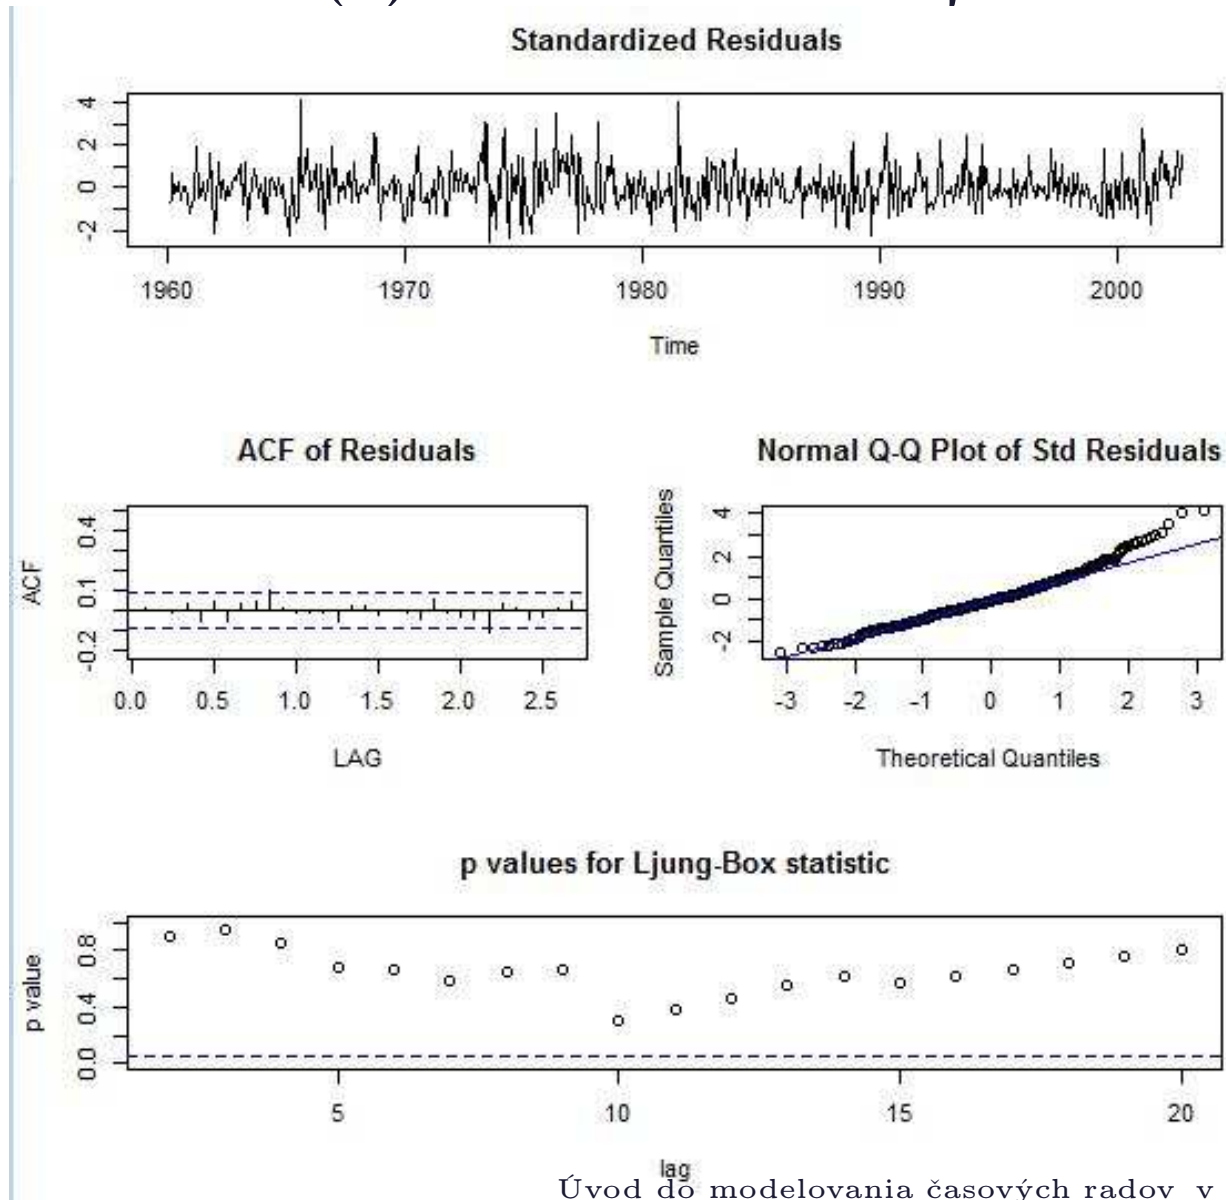 Standardized Residuals
4
2
0
-2
1960 1970 1980 1990 2000
Time
ACF of Residuals
ACF
0.4
0.1
-0.2
0.0 0.5 1.0 1.5 2.0 2.5
LAG
Normal Q-Q Plot of Std Residuals
Sample Quantiles
4
2
0
-2
-3 -2 -1 0 1 2 3
Theoretical Quantiles
p values for Ljung-Box statistic
p value
0.8
0.4
0.0
5 10 15 20
lag
Úvod do modelovania časových radov v